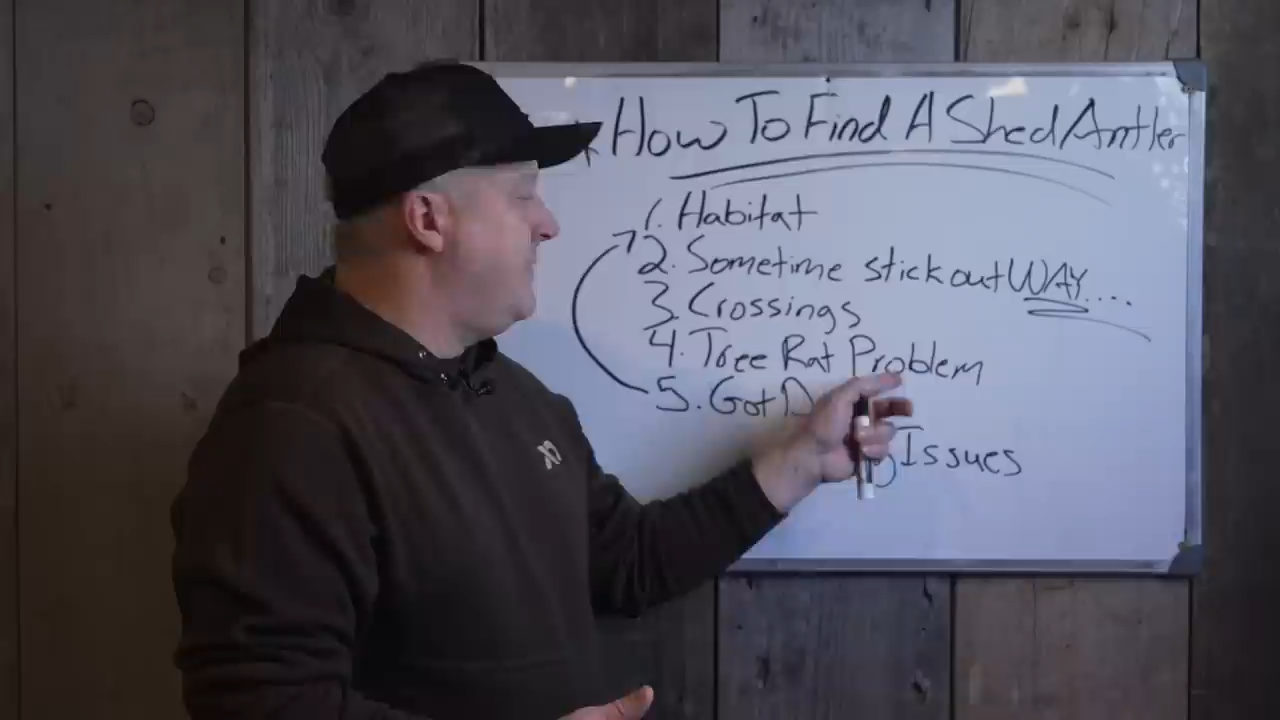 How To Find A Shed Antler
1. Habitat
2. Sometime stick out WAY....
3. Crossings
4. Tree Rat Problem
5. Got
Issues